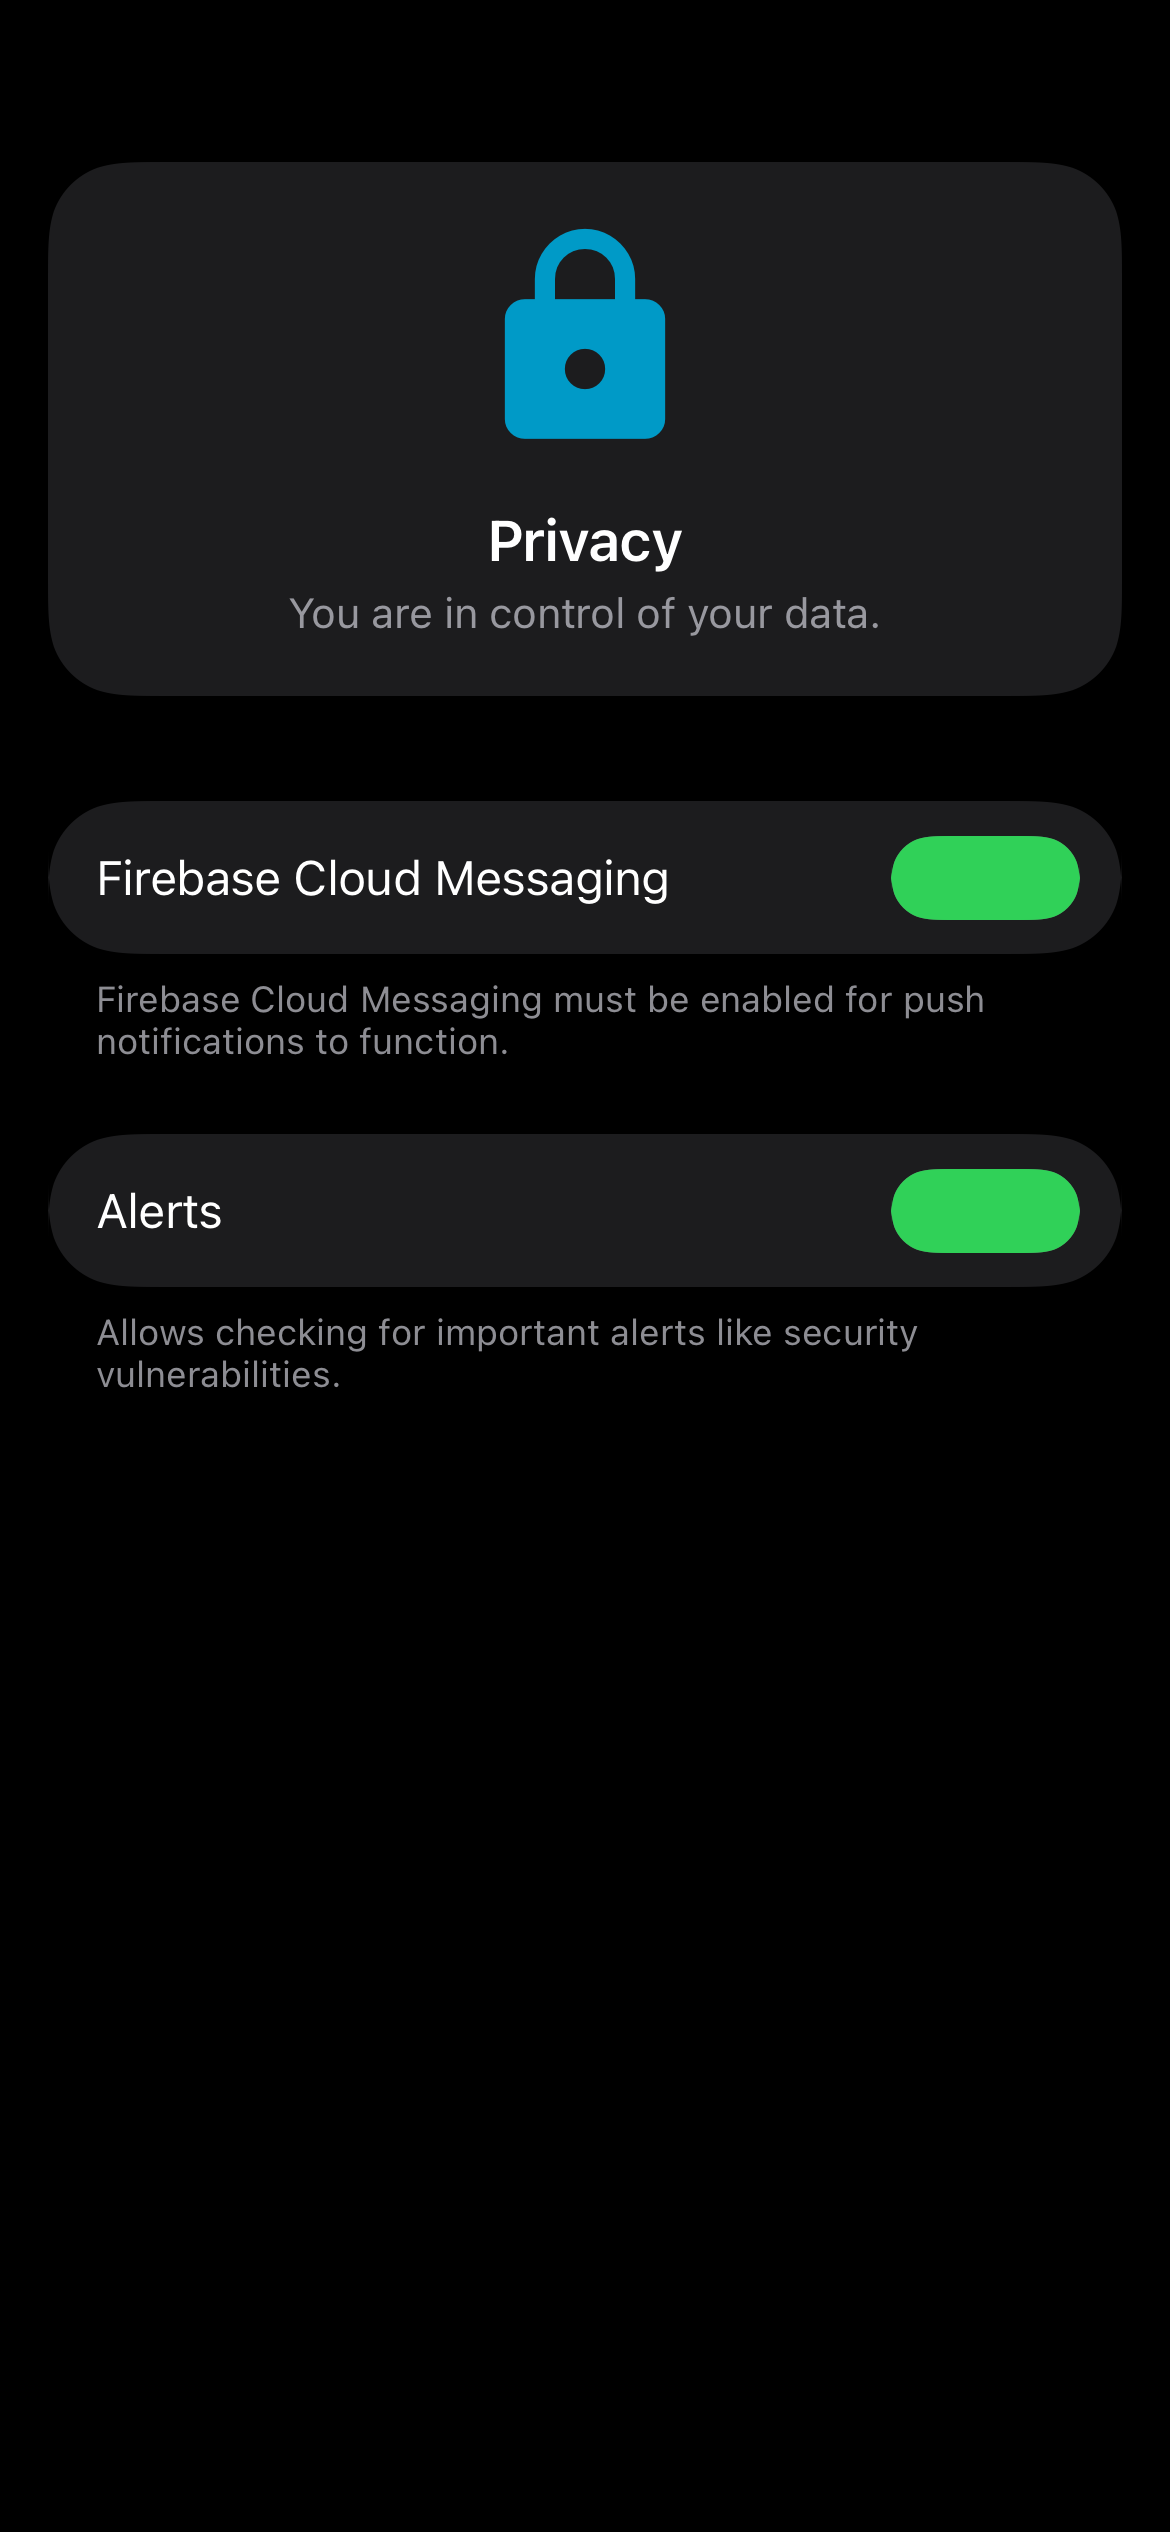 Privacy
You are in control of your data.
Firebase Cloud Messaging
Firebase Cloud Messaging must be enabled for push
notifications to function.
Alerts
Allows checking for important alerts like security
vulnerabilities.